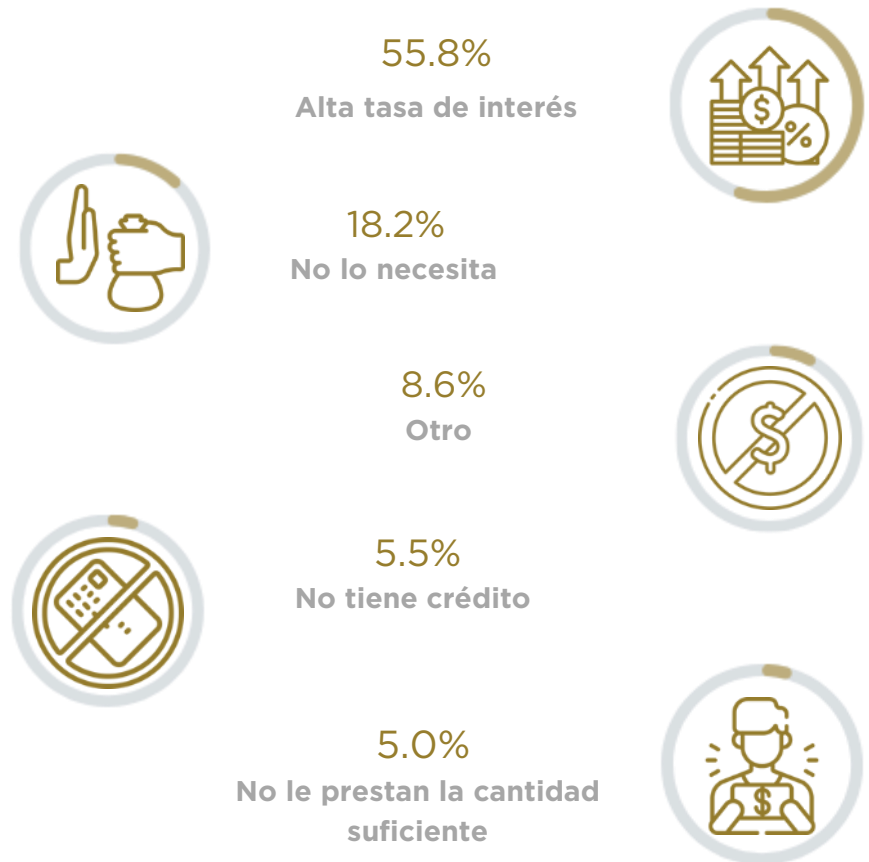 55.8%
Alta tasa de interés
$
%
18.2%
No lo necesita
8.6%
Otro
$
5.5%
No tiene crédito
5.0%
No le prestan la cantidad
suficiente
$